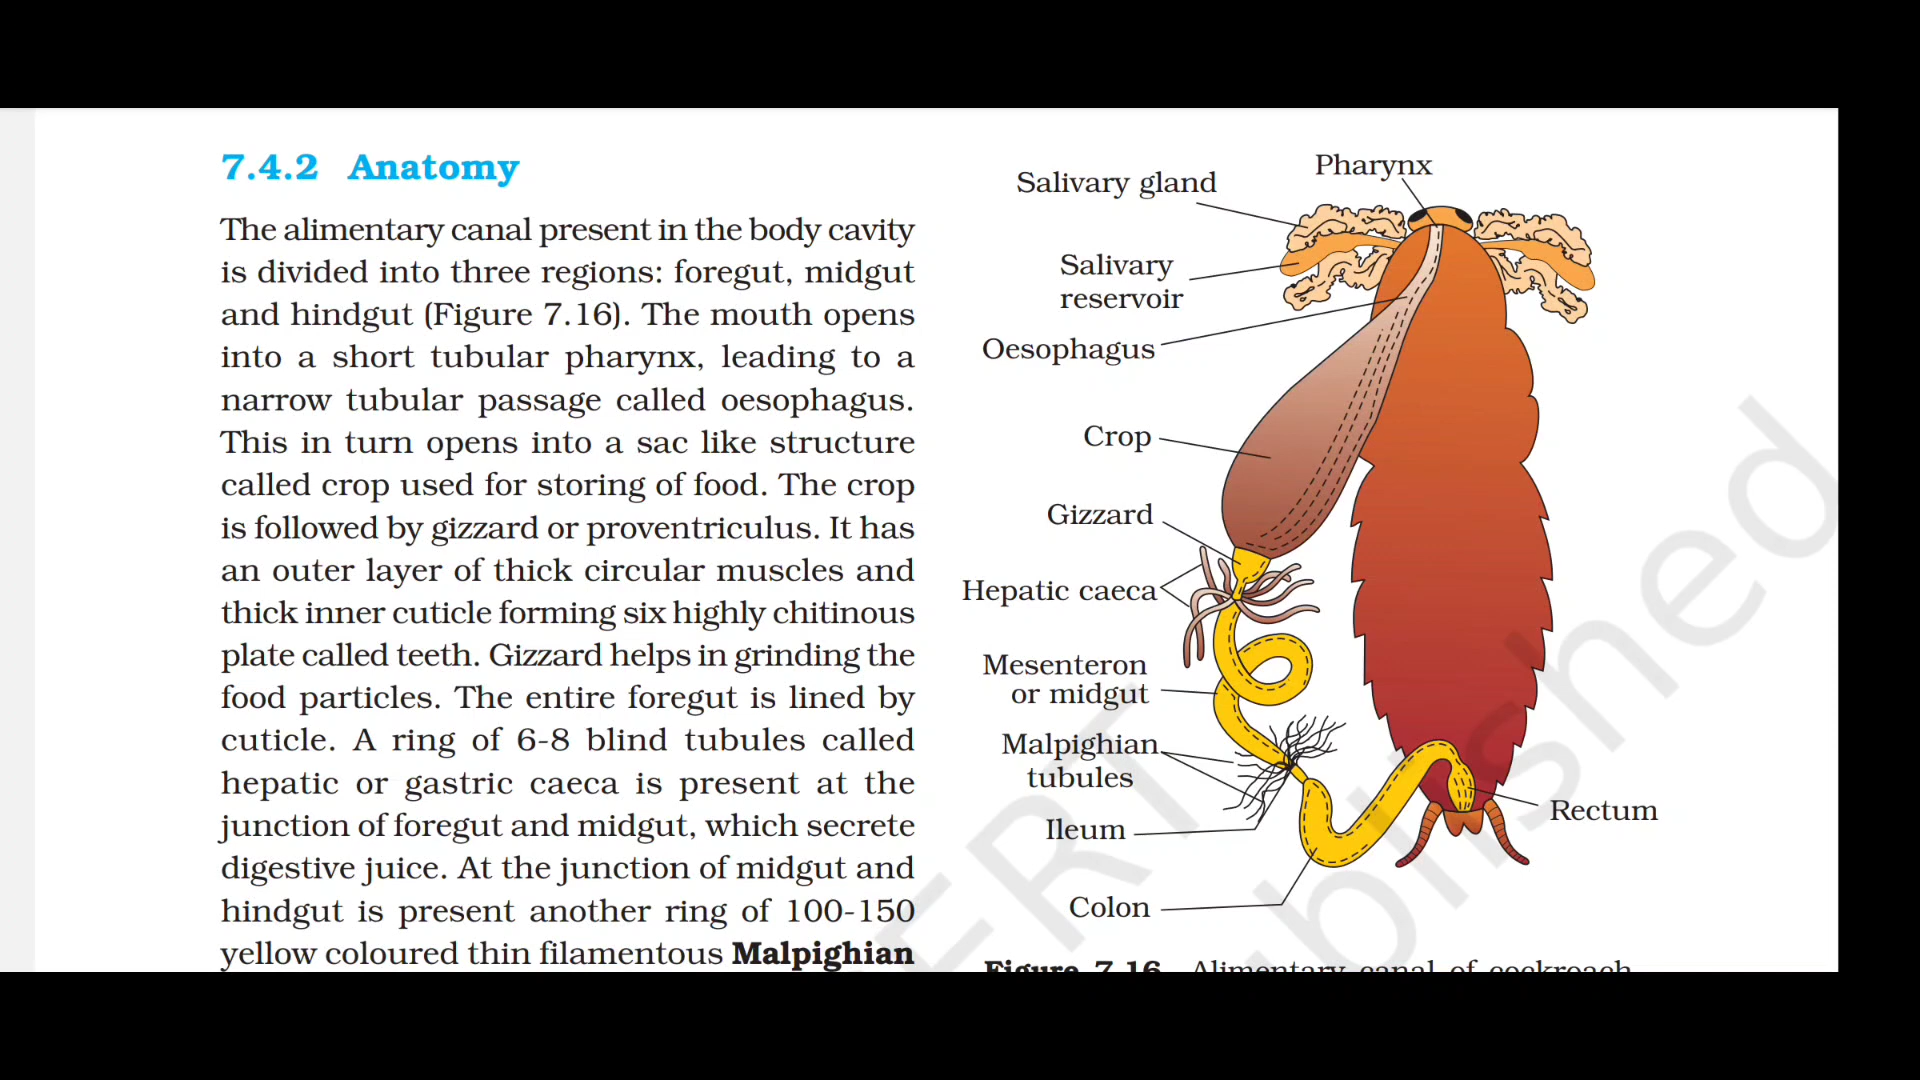 7.4.2 Anatomy
The alimentary canal present in the body cavity
is divided into three regions: foregut, midgut
and hindgut (Figure 7.16). The mouth opens
into a short tubular pharynx, leading to a
narrow tubular passage called oesophagus.
This in turn opens into a sac like structure
called crop used for storing of food. The crop
is followed by gizzard or proventriculus. It has
an outer layer of thick circular muscles and
thick inner cuticle forming six highly chitinous
plate called teeth. Gizzard helps in grinding the
food particles. The entire foregut is lined by
cuticle. A ring of 6-8 blind tubules called
hepatic or gastric caeca is present at the
junction of foregut and midgut, which secrete
digestive juice. At the junction of midgut and
hindgut is present another ring of 100-150
yellow coloured thin filamentous Malpighian
Pharynx
Salivary gland
Salivary
reservoir
Oesophagus
Crop
Gizzard
Hepatic caeca
Mesenteron
or midgut
Malpighian
tubules
Ileum
Colon
Rectum
Figure 7.16 Alimentary canal of cockroach